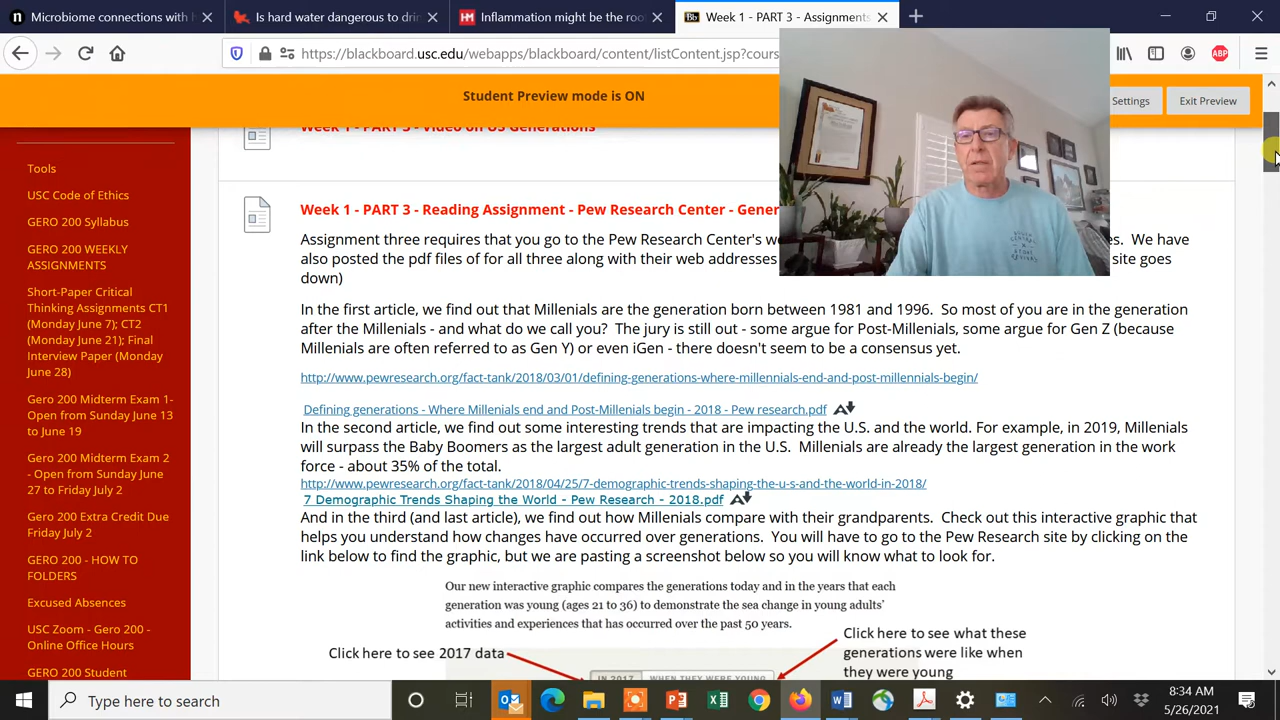 Microbiome connections with h
Is hard water dangerous to drin
Inflammation might be the roo
Week 1 - PART 3 - Assignments
https://blackboard.usc.edu/webapps/blackboard/content/listContent.jsp?cours
Student Preview mode is ON
Settings
Exit Preview
Week 1 - PART 3 - Video on US Generations
Tools
USC Code of Ethics
GERO 200 Syllabus
GERO 200 WEEKLY
ASSIGNMENTS
Short-Paper Critical
Thinking Assignments CT1
(Monday June 7); CT2
(Monday June 21); Final
Interview Paper (Monday
June 28)
Gero 200 Midterm Exam 1-
Open from Sunday June 13
to June 19
Gero 200 Midterm Exam 2
- Open from Sunday June
27 to Friday July 2
Gero 200 Extra Credit Due
Friday July 2
GERO 200 - HOW TO
FOLDERS
Excused Absences
USC Zoom - Gero 200 -
Online Office Hours
GERO 200 Student
Week 1 - PART 3 - Reading Assignment - Pew Research Center - Gener
Assignment three requires that you go to the Pew Research Center's w es. We have
also posted the pdf files of for all three along with their web addresses site goes
down)
In the first article, we find out that Millenials are the generation born between 1981 and 1996. So most of you are in the generation
after the Millenials - and what do we call you? The jury is still out - some argue for Post-Millenials, some argue for Gen Z (because
Millenials are often referred to as Gen Y) or even iGen - there doesn't seem to be a consensus yet.
http://www.pewresearch.org/fact-tank/2018/03/01/defining-generations-where-millennials-end-and-post-millennials-begin/
Defining generations - Where Millenials end and Post-Millenials begin - 2018 - Pew research.pdf
In the second article, we find out some interesting trends that are impacting the U.S. and the world. For example, in 2019, Millenials
will surpass the Baby Boomers as the largest adult generation in the U.S. Millenials are already the largest generation in the work
force - about 35% of the total.
http://www.pewresearch.org/fact-tank/2018/04/25/7-demographic-trends-shaping-the-u-s-and-the-world-in-2018/
7 Demographic Trends Shaping the World - Pew Research - 2018.pdf
And in the third (and last article), we find out how Millenials compare with their grandparents. Check out this interactive graphic that
helps you understand how changes have occurred over generations. You will have to go to the Pew Research site by clicking on the
link below to find the graphic, but we are pasting a screenshot below so you will know what to look for.
Our new interactive graphic compares the generations today and in the years that each
generation was young (ages 21 to 36) to demonstrate the sea change in young adults'
activities and experiences that has occurred over the past 50 years.
Click here to see 2017 data
Click here to see what these
generations were like when
they were young
IN 2017 WHEN THEY WERE YOUNG
Type here to search
8:34 AM
5/26/2021